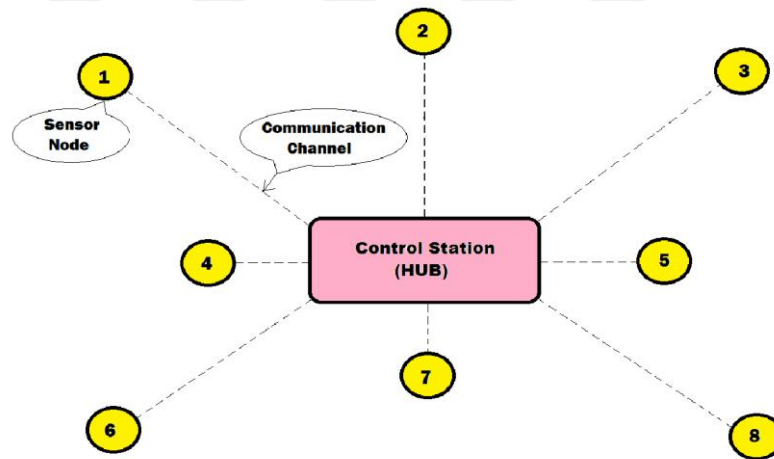 2
1
3
Sensor
Node
Communication
Channel
Control Station
(HUB)
4
5
7
6
8